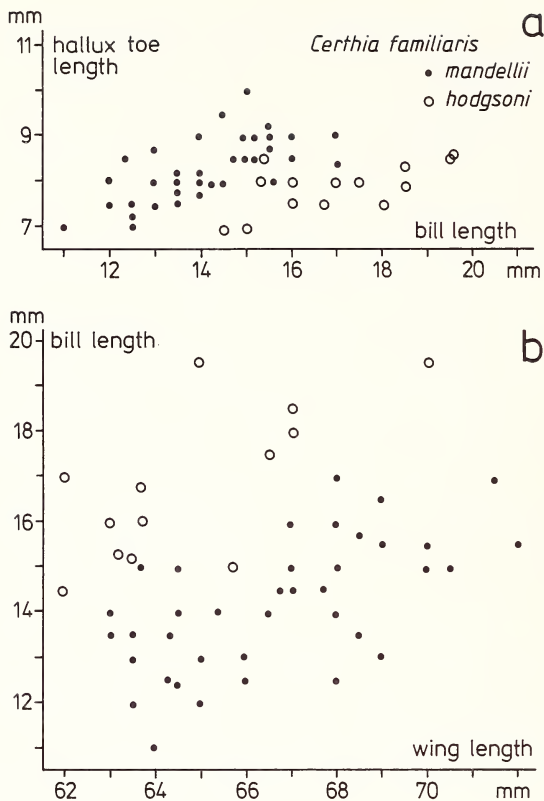 mm
a
11
hallux toe
length
Certhia familiaris
• mandellii
○ hodgsoni
9
7
bill length
12 14 16 18 20 mm
mm
20
bill length
b
18
16
14
12
wing length
62 64 66 68 70 mm